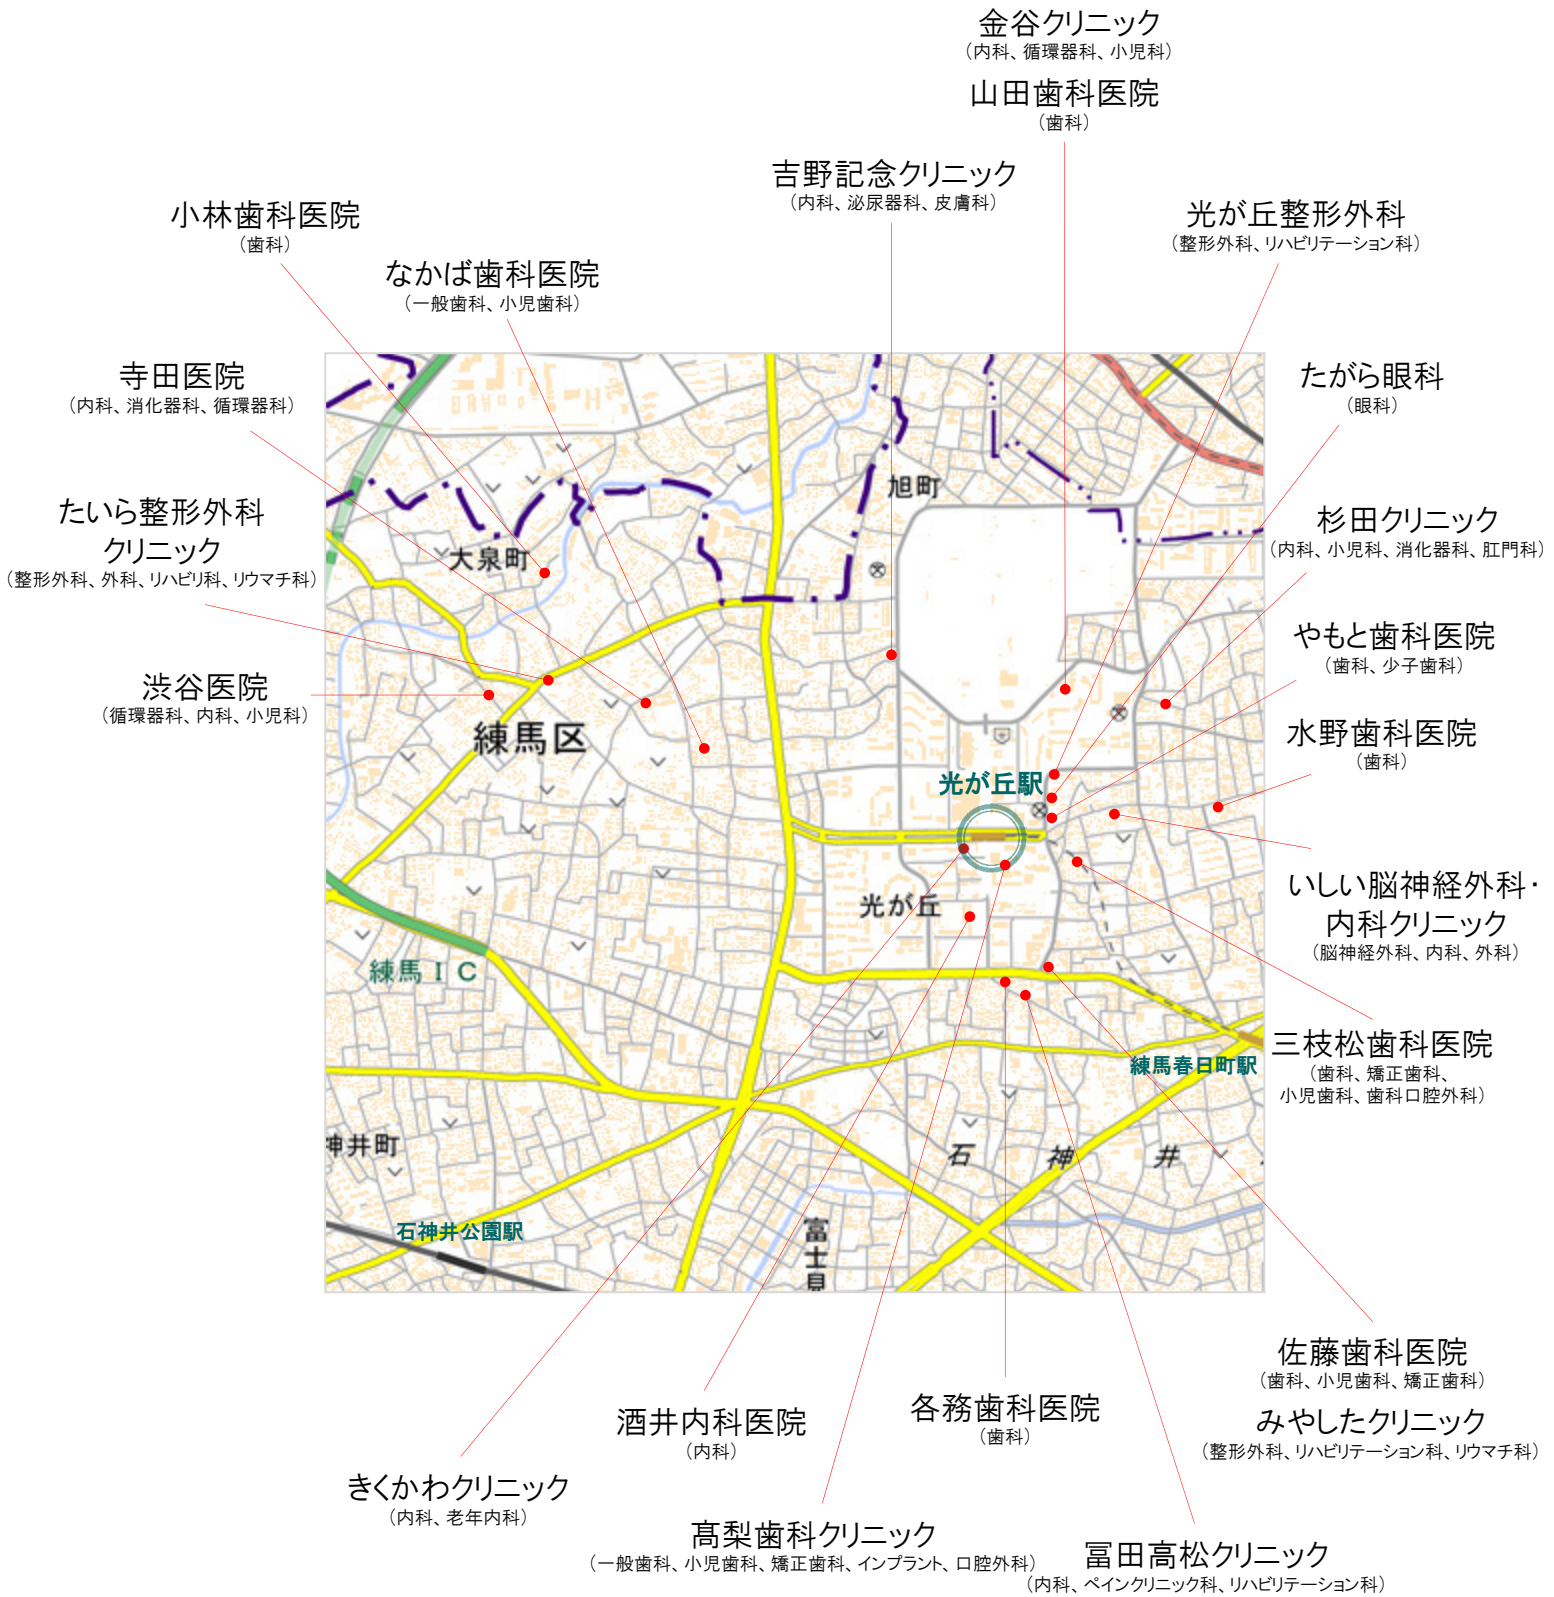 金谷クリニック
（内科、循環器科、小児科）
山田歯科医院
（歯科）
吉野記念クリニック
（内科、泌尿器科、皮膚科）
小林歯科医院
（歯科）
光が丘整形外科
（整形外科、リハビリテーション科）
なかば歯科医院
（一般歯科、小児歯科）
寺田医院
（内科、消化器科、循環器科）
たがら眼科
（眼科）
たいら整形外科
クリニック
（整形外科、外科、リハビリ科、リウマチ科）
杉田クリニック
（内科、小児科、消化器科、肛門科）
やもと歯科医院
（歯科、少子歯科）
渋谷医院
（循環器科、内科、小児科）
水野歯科医院
（歯科）
旭町
大泉町
練馬区
光が丘駅
光が丘
練馬ＩＣ
いしい脳神経外科・
内科クリニック
（脳神経外科、内科、外科）
三枝松歯科医院
（歯科、矯正歯科、
小児歯科、歯科口腔外科）
練馬春日町駅
神井町
石神井
石神井公園駅
富士見
佐藤歯科医院
（歯科、小児歯科、矯正歯科）
みやしたクリニック
（整形外科、リハビリテーション科、リウマチ科）
各務歯科医院
（歯科）
酒井内科医院
（内科）
きくかわクリニック
（内科、老年内科）
髙梨歯科クリニック
（一般歯科、小児歯科、矯正歯科、インプラント、口腔外科）
冨田高松クリニック
（内科、ペインクリニック科、リハビリテーション科）